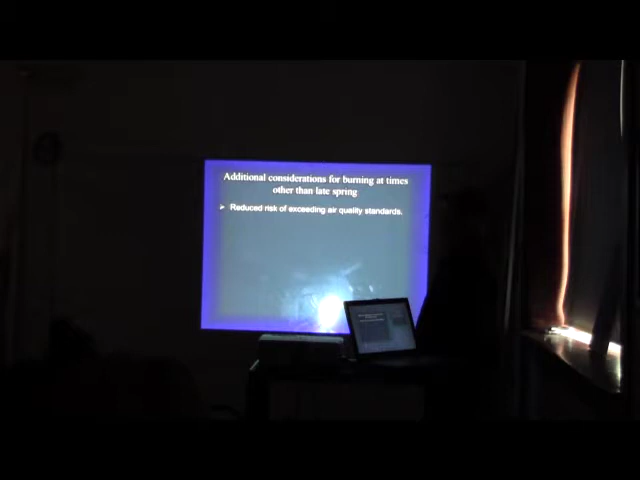 Additional considerations for burning at times
other than late spring
➢ Reduced risk of exceeding air quality standards.